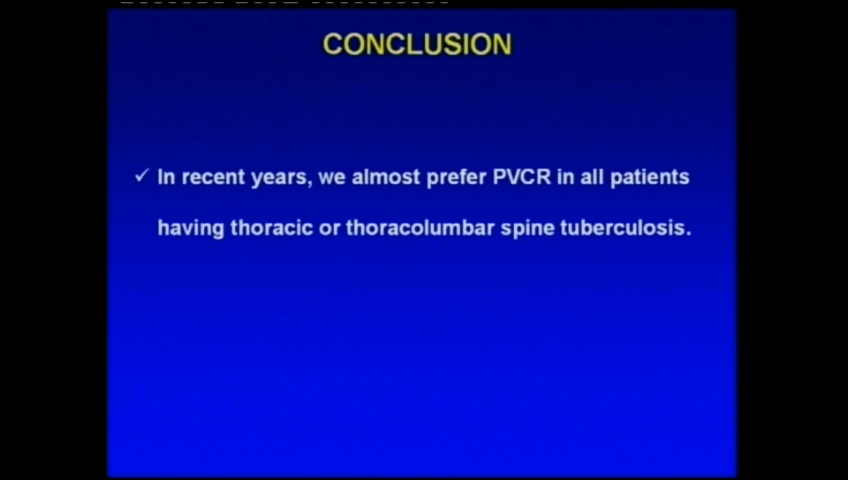 CONCLUSION
✓ In recent years, we almost prefer PVCR in all patients
having thoracic or thoracolumbar spine tuberculosis.